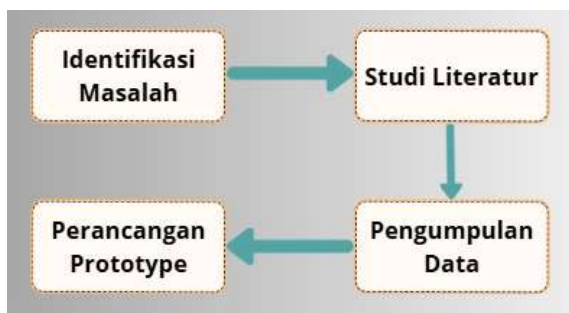 Identifikasi
Masalah
Studi Literatur
Pengumpulan
Data
Perancangan
Prototype